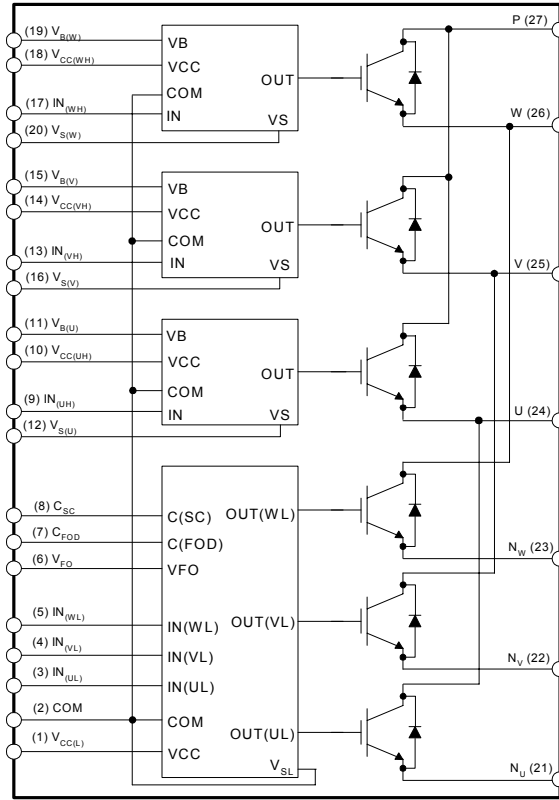 (19) VB(W)
(18) VCC(WH)
(17) IN(WH)
(20) VS(W)
VB
VCC
COM
IN
OUT
VS
P (27)
W (26)
(15) VB(V)
(14) VCC(VH)
(13) IN(VH)
(16) VS(V)
VB
VCC
COM
IN
OUT
VS
V (25)
(11) VB(U)
(10) VCC(UH)
(9) IN(UH)
(12) VS(U)
VB
VCC
COM
IN
OUT
VS
U (24)
(8) CSC
(7) CFOD
(6) VFO
(5) IN(WL)
(4) IN(VL)
(3) IN(UL)
(2) COM
(1) VCC(L)
C(SC)
C(FOD)
VFO
IN(WL)
IN(VL)
IN(UL)
COM
VCC
OUT(WL)
OUT(VL)
OUT(UL)
VSL
NW (23)
NV (22)
NU (21)